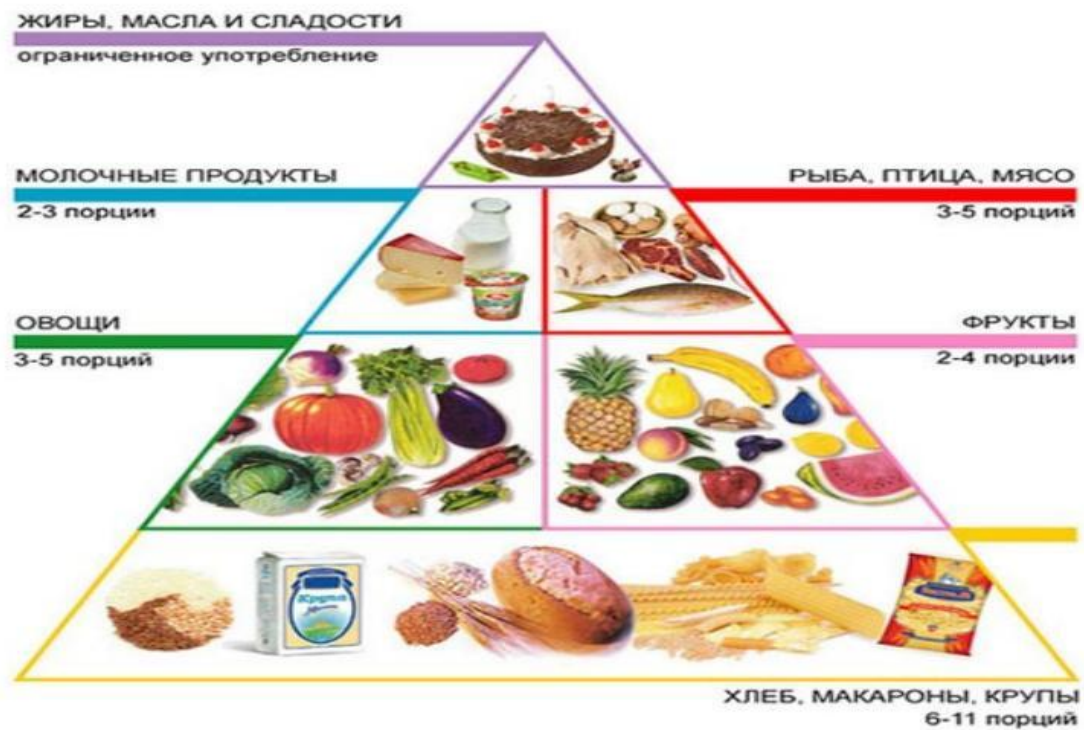 ЖИРЫ, МАСЛА И СЛАДОСТИ
ограниченное употребление
МОЛОЧНЫЕ ПРОДУКТЫ
2-3 порции
РЫБА, ПТИЦА, МЯСО
3-5 порций
ОВОЩИ
3-5 порций
ФРУКТЫ
2-4 порции
Крупа
ХЛЕБ, МАКАРОНЫ, КРУПЫ
6-11 порций